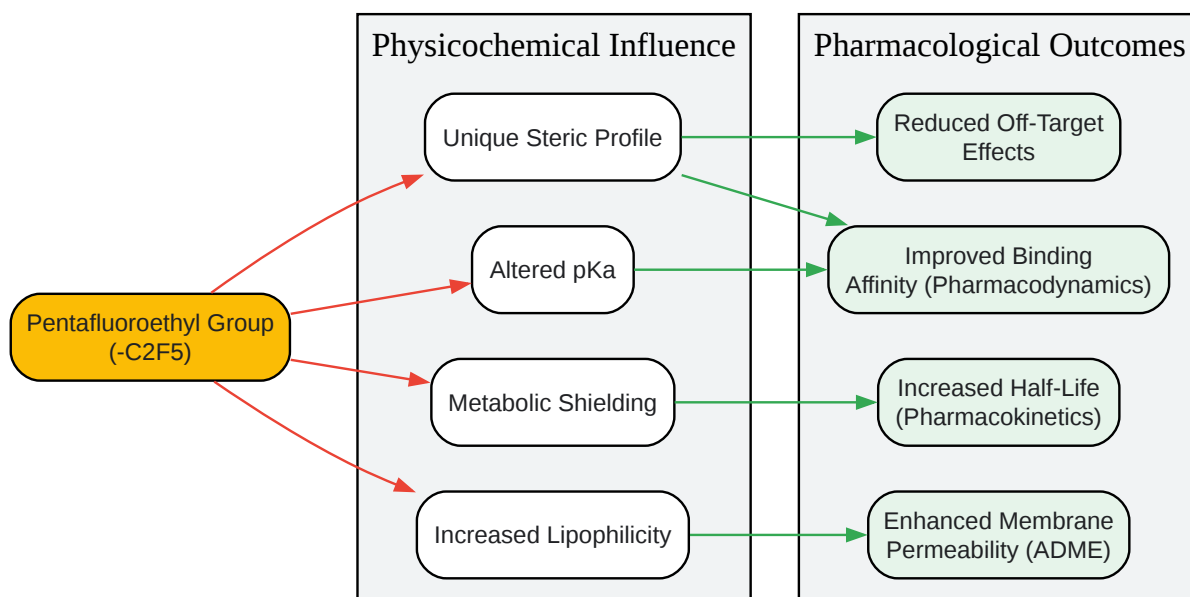 Physicochemical Influence
Pharmacological Outcomes
Unique Steric Profile
Reduced Off-Target
Effects
Altered pKa
Improved Binding
Affinity (Pharmacodynamics)
Pentafluoroethyl Group
(-C2F5)
Metabolic Shielding
Increased Half-Life
(Pharmacokinetics)
Increased Lipophilicity
Enhanced Membrane
Permeability (ADME)